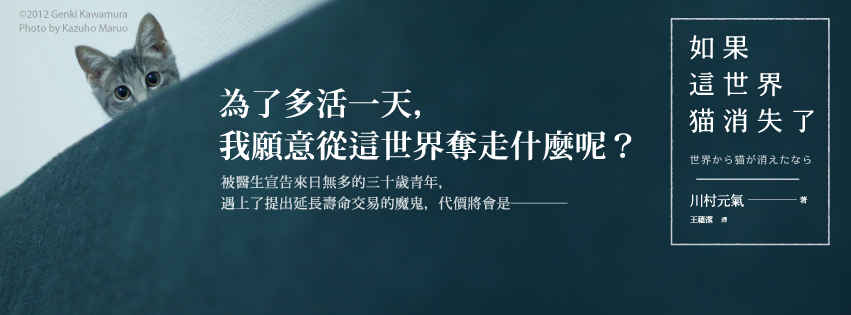 ©2012 Genki Kawamura
Photo by Kazuho Maruo
為了多活一天，
我願意從這世界奪走什麼呢？
被醫生宣告來日無多的三十歲青年，
遇上了提出延長壽命交易的魔鬼，代價將會是————
如果
這世界
猫消失了
世界から猫が消えたなら
川村元氣————著
王蘊潔 譯